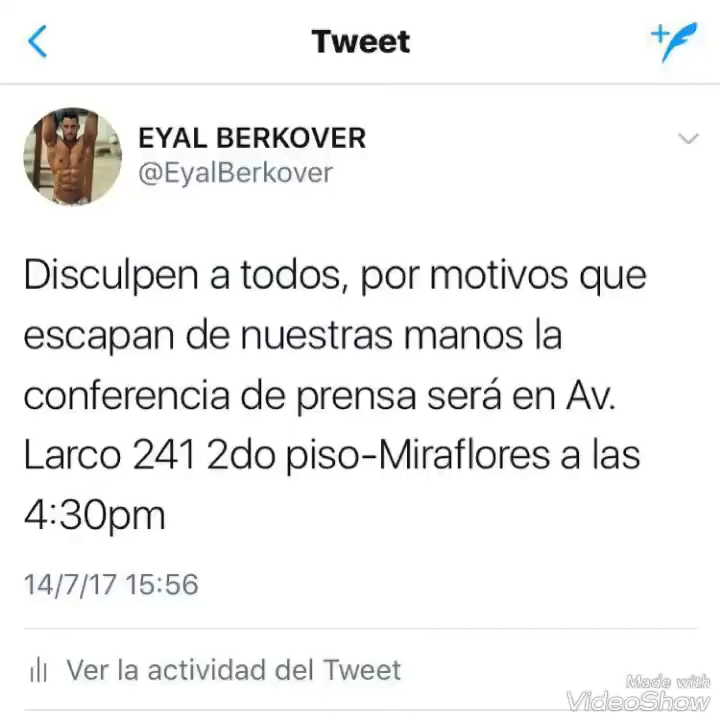 Tweet
EYAL BERKOVER
@EyalBerkover
Disculpen a todos, por motivos que
escapan de nuestras manos la
conferencia de prensa será en Av.
Larco 241 2do piso-Miraflores a las
4:30pm
14/7/17 15:56
Ver la actividad del Tweet
Made with
VideoShow